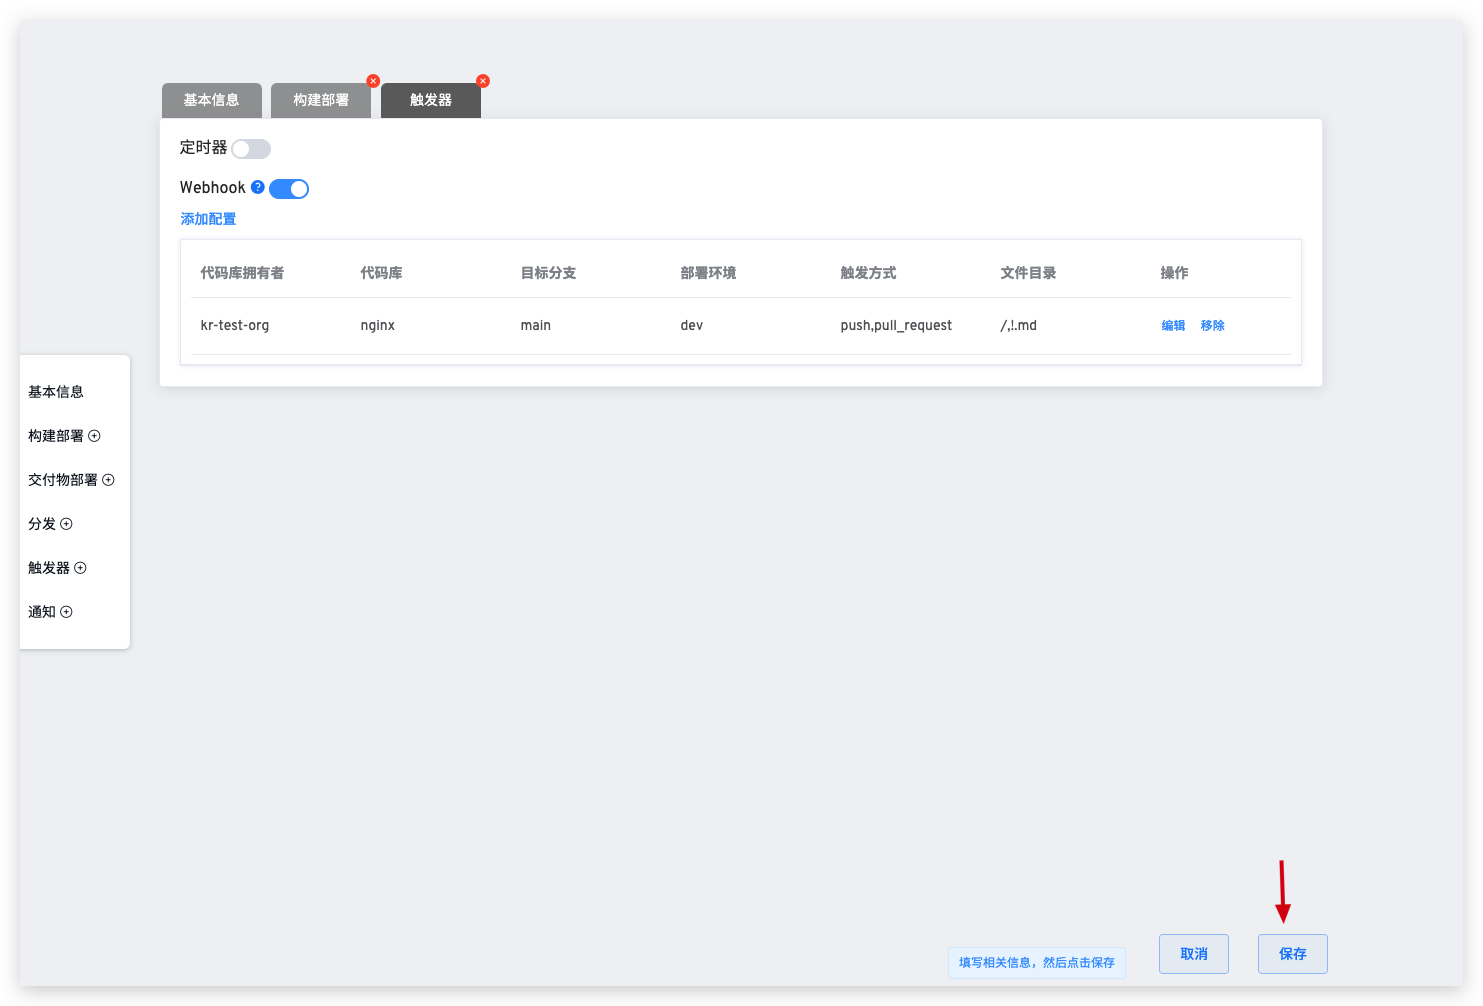 基本信息
构建部署
触发器
定时器
Webhook ?
添加配置
代码库拥有者 代码库 目标分支 部署环境 触发方式 文件目录 操作
kr-test-org nginx main dev push,pull_request /,!.md 编辑 移除
基本信息
构建部署
交付物部署
分发
触发器
通知
填写相关信息，然后点击保存
取消
保存